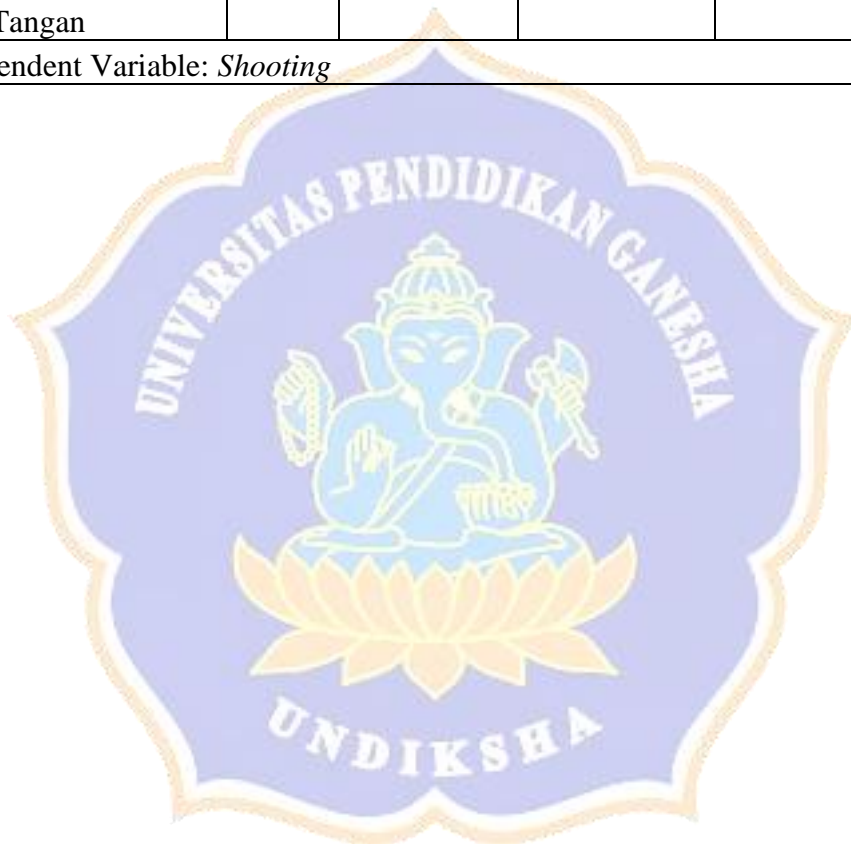 Tangan
endent Variable: Shooting
UNIVERSITAS PENDIDIKAN GANESHA
UNDIKSHA